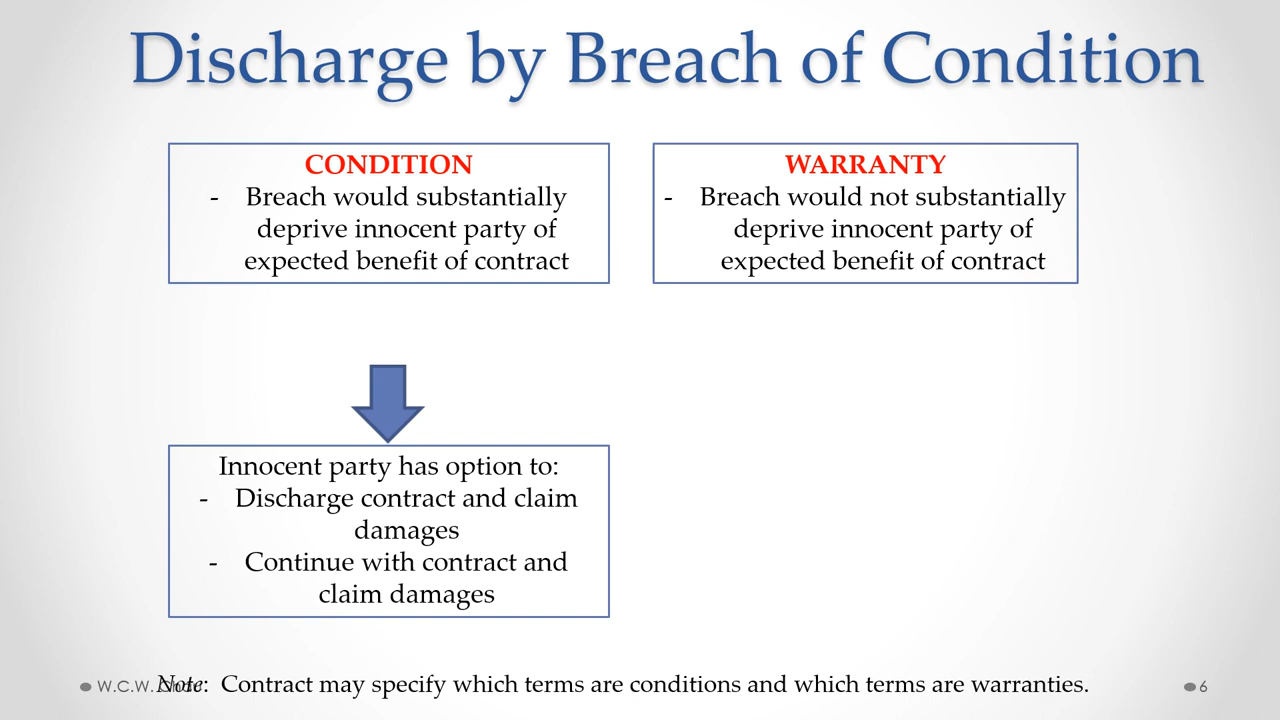 Discharge by Breach of Condition
CONDITION
- Breach would substantially
deprive innocent party of
expected benefit of contract
WARRANTY
- Breach would not substantially
deprive innocent party of
expected benefit of contract
Innocent party has option to:
- Discharge contract and claim
damages
- Continue with contract and
claim damages
W.C.W.
Note: Contract may specify which terms are conditions and which terms are warranties.
6